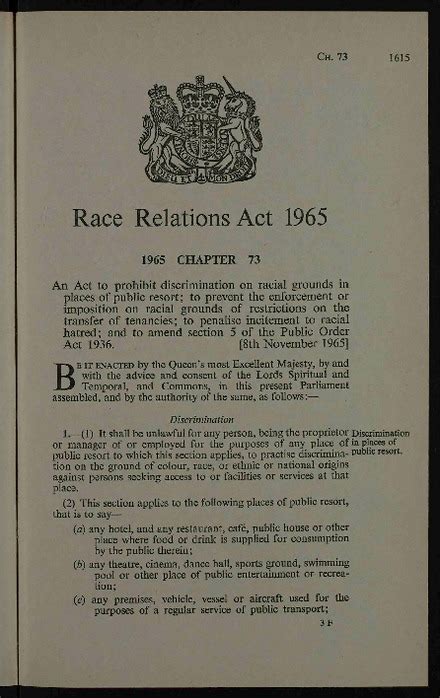 CH. 73 1615
DIEU ET MON DROIT
Race Relations Act 1965
1965 CHAPTER 73
An Act to prohibit discrimination on racial grounds in
places of public resort; to prevent the enforcement or
imposition on racial grounds of restrictions on the
transfer of tenancies; to penalise incitement to racial
hatred; and to amend section 5 of the Public Order
Act 1936. [8th November 1965]
BE IT ENACTED by the Queen's most Excellent Majesty, by and
with the advice and consent of the Lords Spiritual and
Temporal, and Commons, in this present Parliament
assembled, and by the authority of the same, as follows:—
Discrimination
1.—(1) It shall be unlawful for any person, being the proprietor
or manager of or employed for the purposes of any place of
public resort to which this section applies, to practise discrimina-
tion on the ground of colour, race, or ethnic or national origins
against persons seeking access to or facilities or services at that
place.
Discrimination
in places of
public resort.
(2) This section applies to the following places of public resort,
that is to say—
(a) any hotel, and any restaurant, café, public house or other
place where food or drink is supplied for consumption
by the public therein;
(b) any theatre, cinema, dance hall, sports ground, swimming
pool or other place of public entertainment or recrea-
tion;
(c) any premises, vehicle, vessel or aircraft used for the
purposes of a regular service of public transport;
3 F